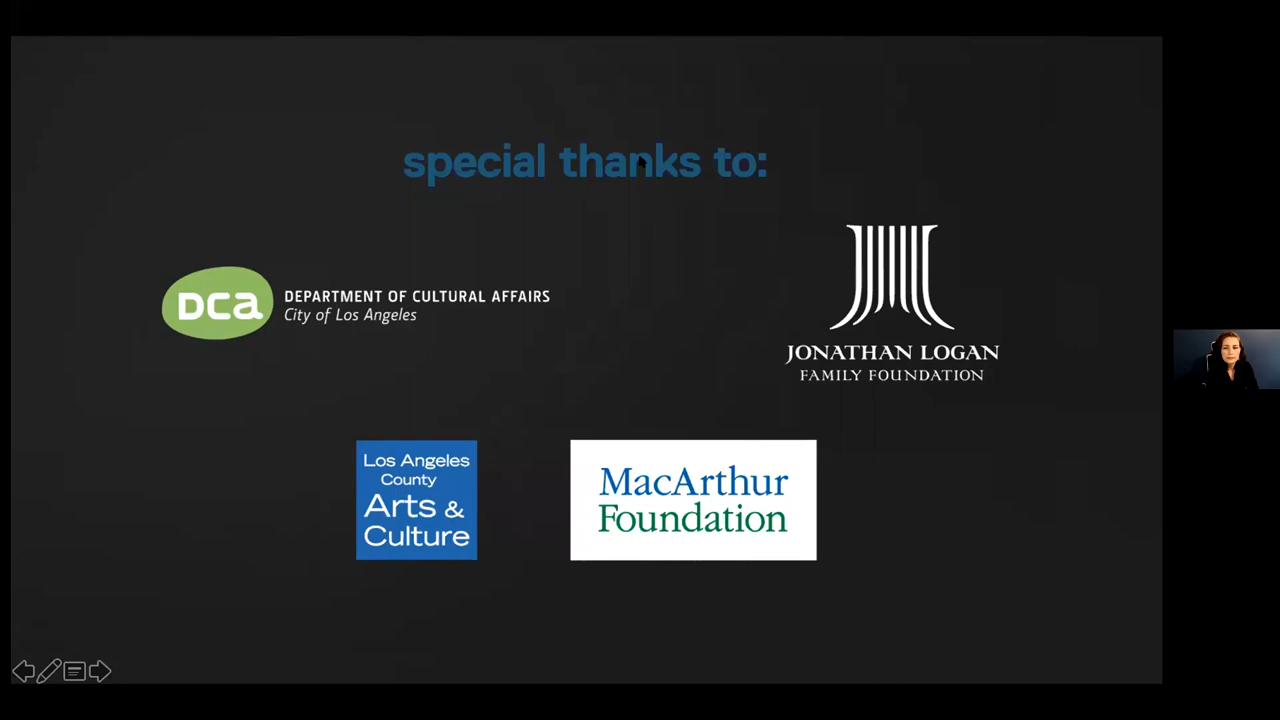 special thanks to:
DCa
DEPARTMENT OF CULTURAL AFFAIRS
City of Los Angeles
JONATHAN LOGAN
FAMILY FOUNDATION
Los Angeles
County
Arts &
Culture
MacArthur
Foundation